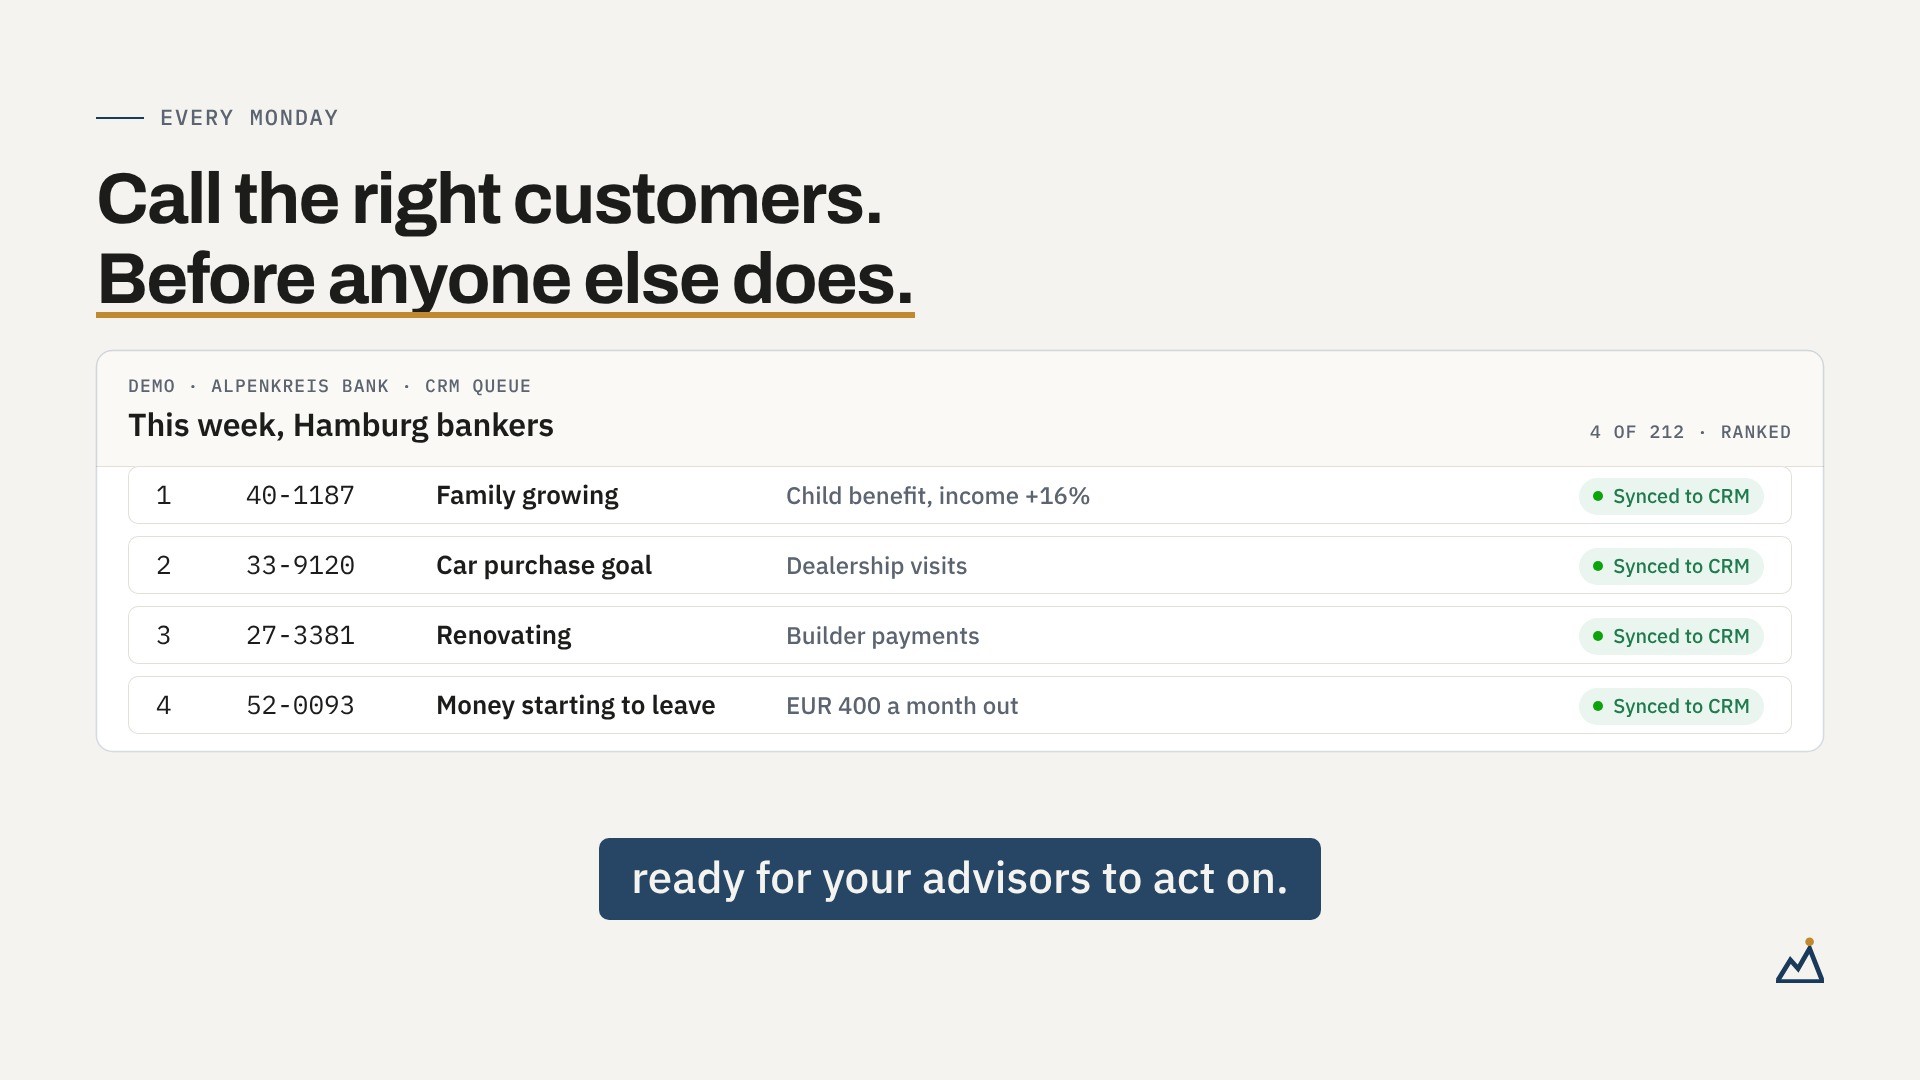 EVERY MONDAY
Call the right customers.
Before anyone else does.
DEMO · ALPENKREIS BANK · CRM QUEUE
This week, Hamburg bankers
4 OF 212 · RANKED
1 40-1187 Family growing Child benefit, income +16% Synced to CRM
2 33-9120 Car purchase goal Dealership visits Synced to CRM
3 27-3381 Renovating Builder payments Synced to CRM
4 52-0093 Money starting to leave EUR 400 a month out Synced to CRM
ready for your advisors to act on.